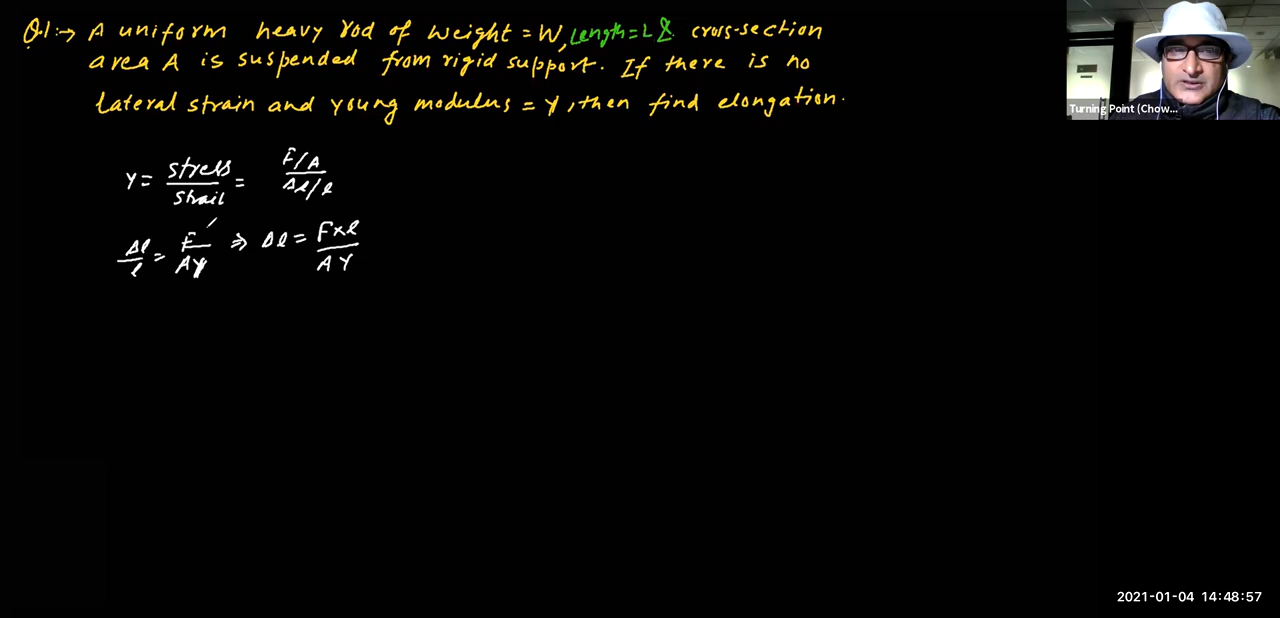 Q.1:→ A uniform heavy rod of weight = W, Length = L & cross-section
area A is suspended from rigid support. If there is no
lateral strain and young modulus = Y, then find elongation.
Y = stress/strail = F/A / Δl/l
Δl/l = F/AY ⇒ Δl = F×l/AY
Turning Point (Chow...
2021-01-04 14:48:57